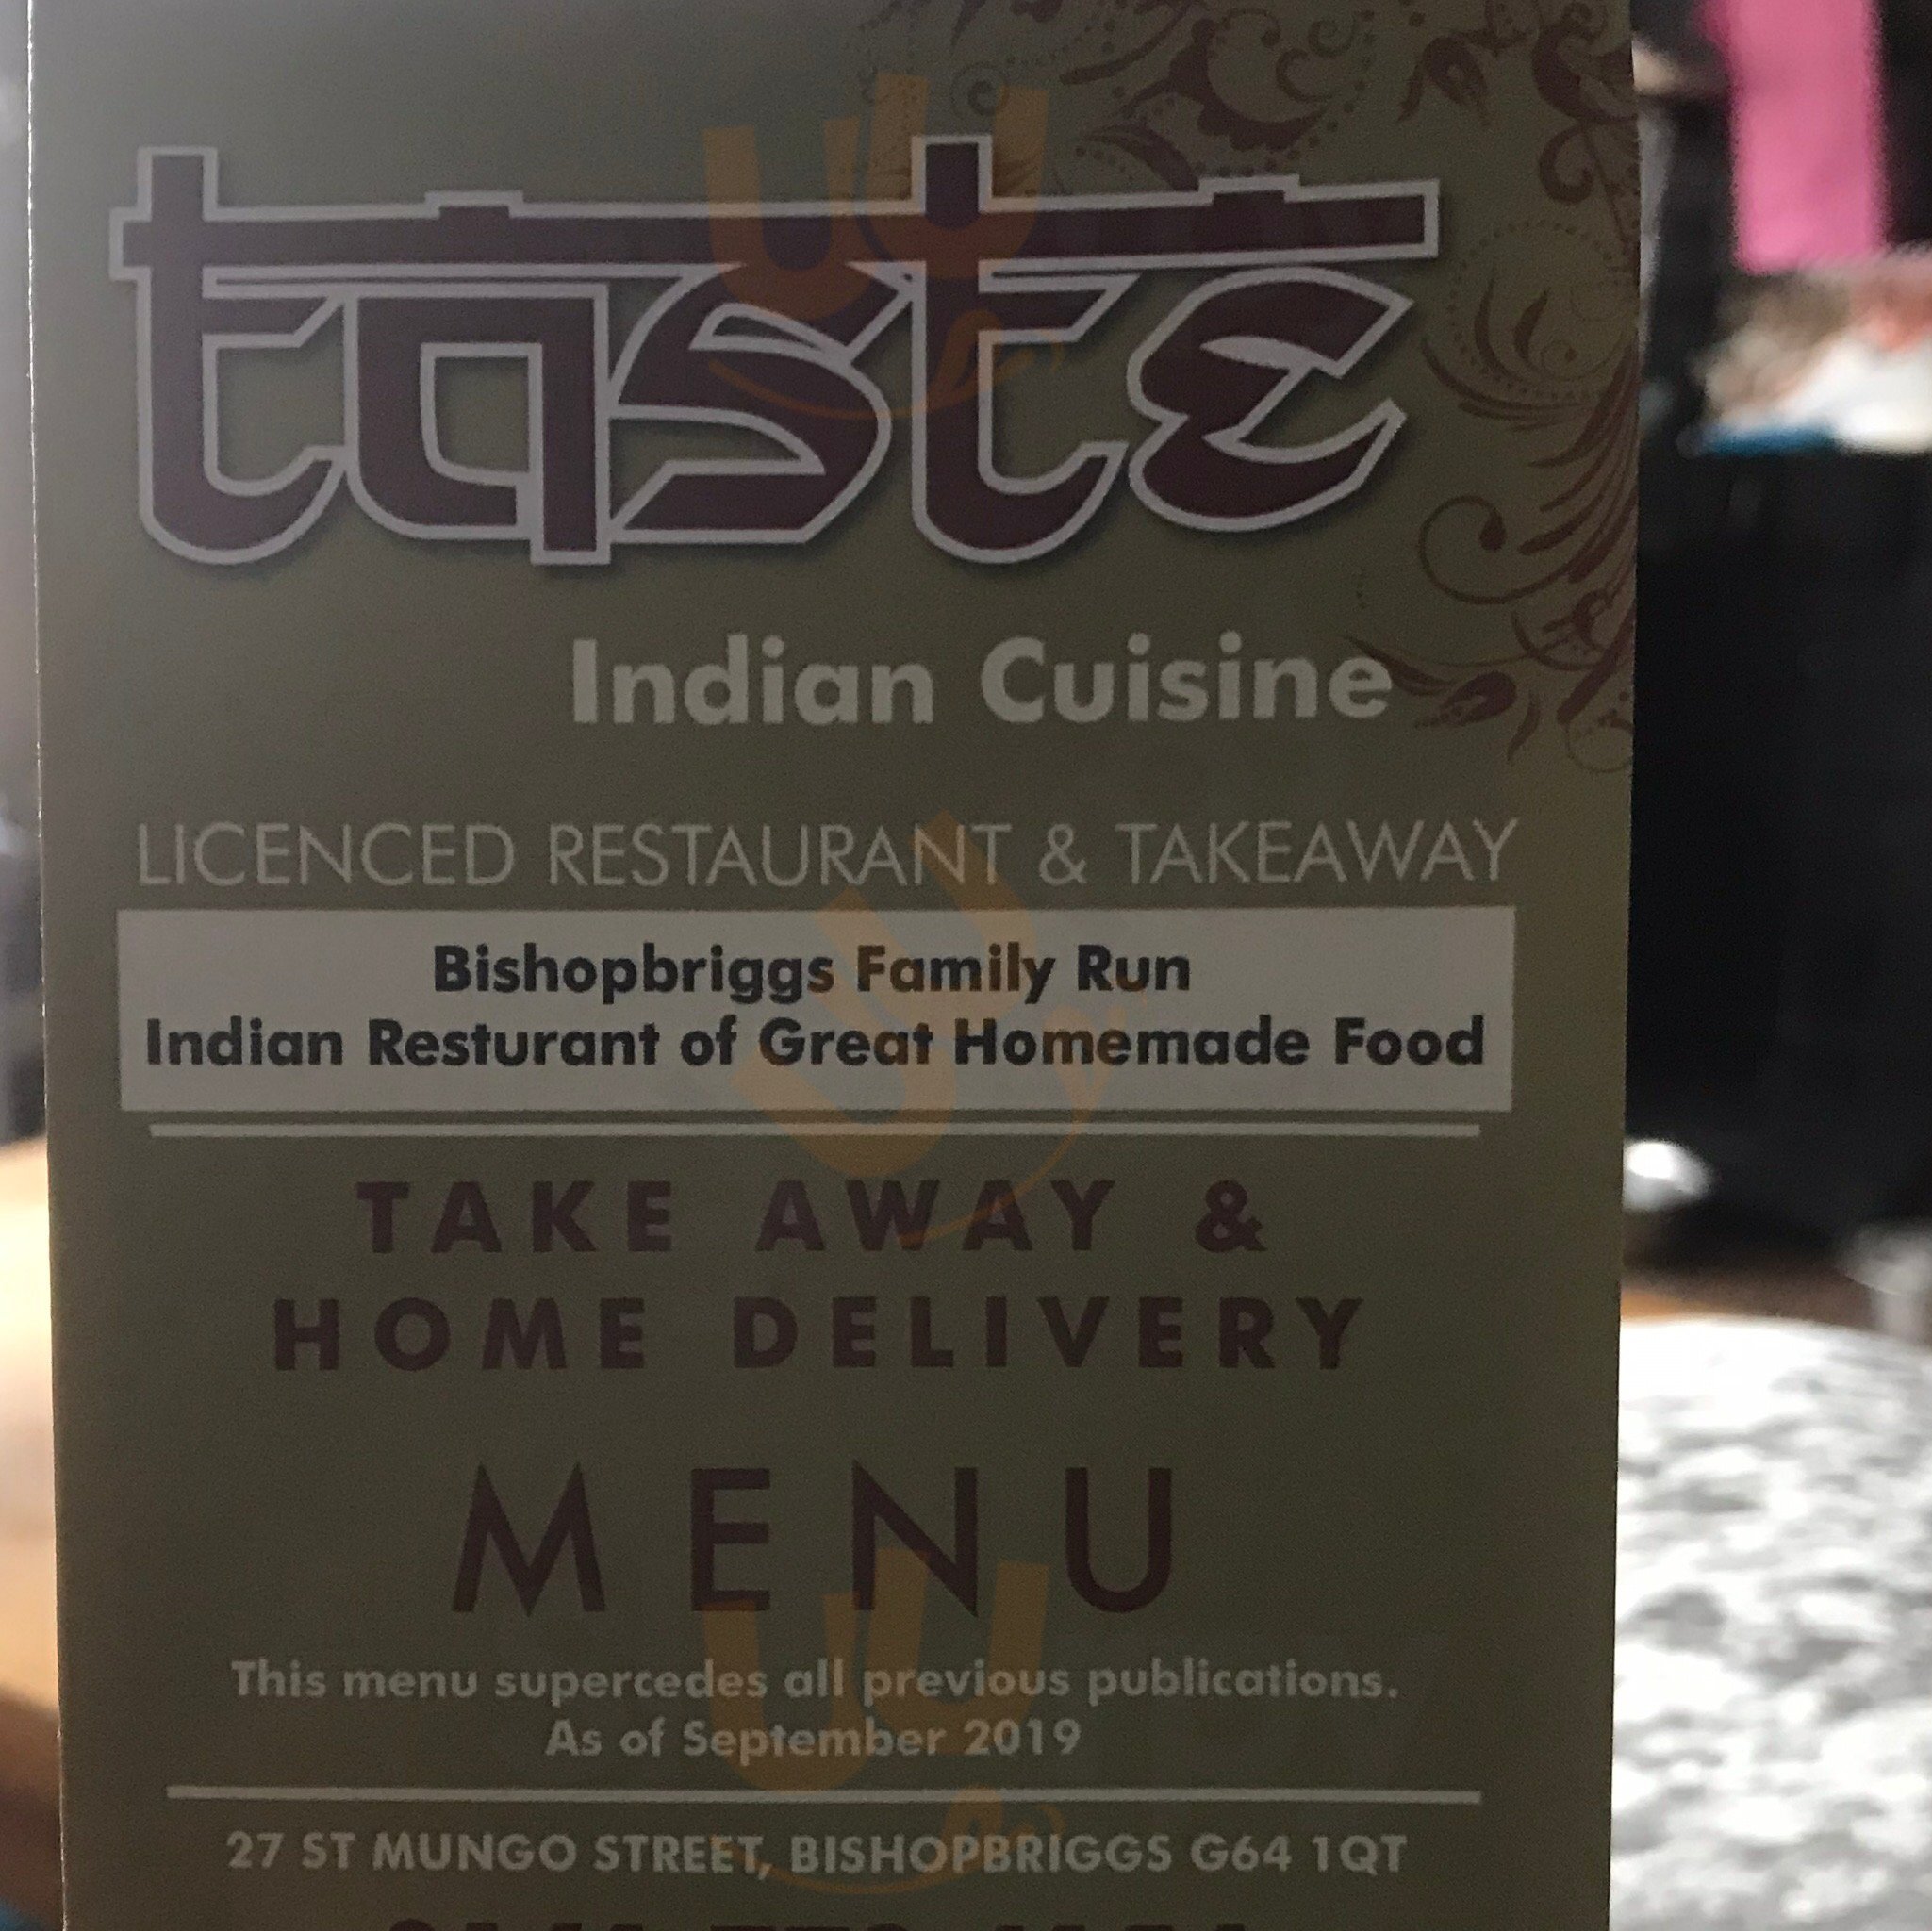 taste
Indian Cuisine
LICENCED RESTAURANT & TAKEAWAY
Bishopbriggs Family Run
Indian Resturant of Great Homemade Food
TAKE AWAY &
HOME DELIVERY
MENU
This menu supercedes all previous publications.
As of September 2019
27 ST MUNGO STREET, BISHOPBRIGGS G64 1QT